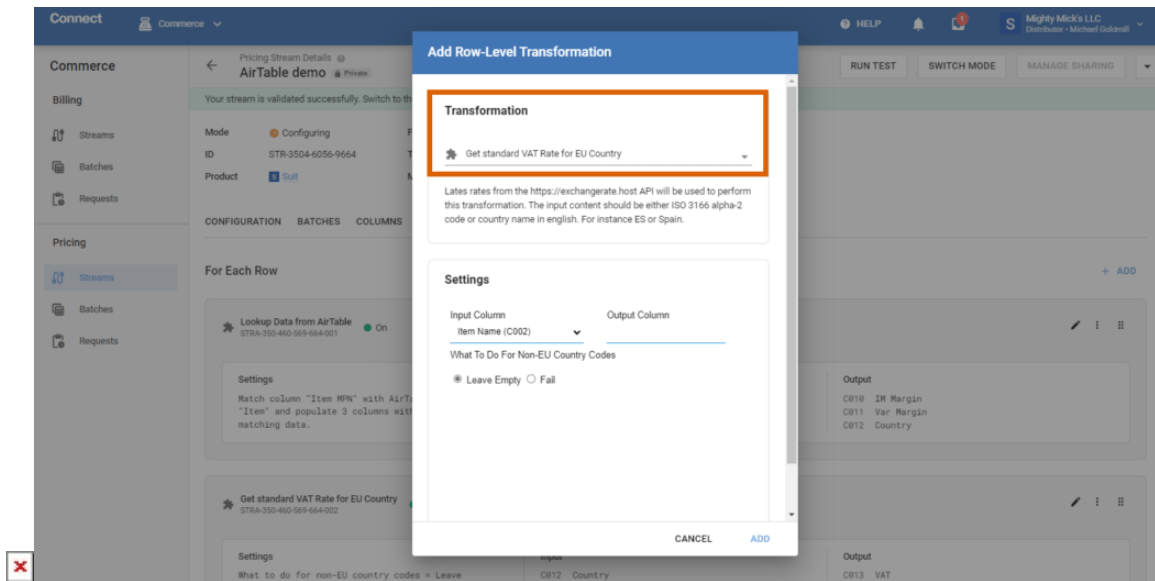 Connect
Commerce
HELP
S
Mighty Mick's LLC
Distributor - Michael Goldmill
Commerce
Billing
Streams
Batches
Requests
Pricing
Streams
Batches
Requests
Pricing Stream Details
AirTable demo
Private
RUN TEST
SWITCH MODE
MANAGE SHARING
Your stream is validated successfully. Switch to th
Mode
Configuring
ID
STR-3504-6056-9664
Product
S Suit
CONFIGURATION BATCHES COLUMNS
For Each Row
+ ADD
Lookup Data from AirTable
On
STRA-350-460-569-664-001
Settings
Match column "Item MPN" with AirTa
"Item" and populate 3 columns with
matching data.
Output
C010 IM Margin
C011 Var Margin
C012 Country
Get standard VAT Rate for EU Country
STRA-350-460-569-664-002
Settings
What to do for non-EU country codes = Leave
Input
C012 Country
Output
C013 VAT
Add Row-Level Transformation
Transformation
Get standard VAT Rate for EU Country
Lates rates from the https://exchangerate.host API will be used to perform
this transformation. The input content should be either ISO 3166 alpha-2
code or country name in english. For instance ES or Spain.
Settings
Input Column
Output Column
Item Name (C002)
What To Do For Non-EU Country Codes
Leave Empty
Fail
CANCEL
ADD